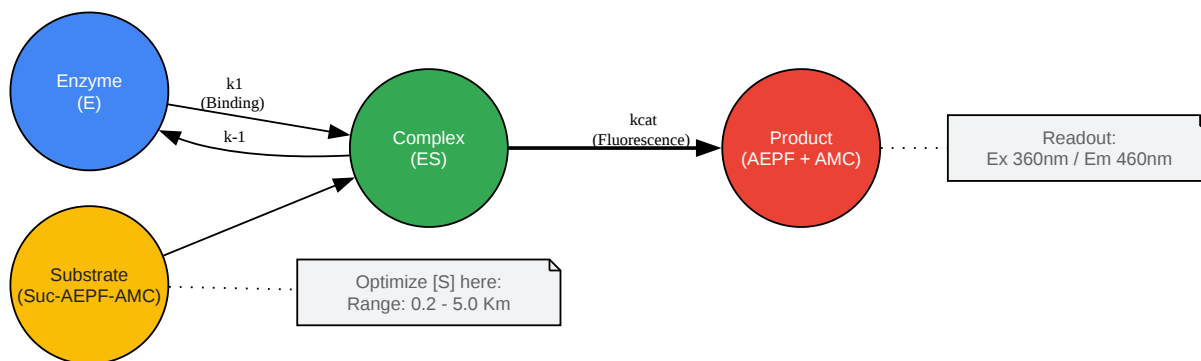 Enzyme
(E)
k1
(Binding)
k-1
Complex
(ES)
kcat
(Fluorescence)
Product
(AEPF + AMC)
Readout:
Ex 360nm / Em 460nm
Substrate
(Suc-AEPF-AMC)
Optimize [S] here:
Range: 0.2 - 5.0 Km